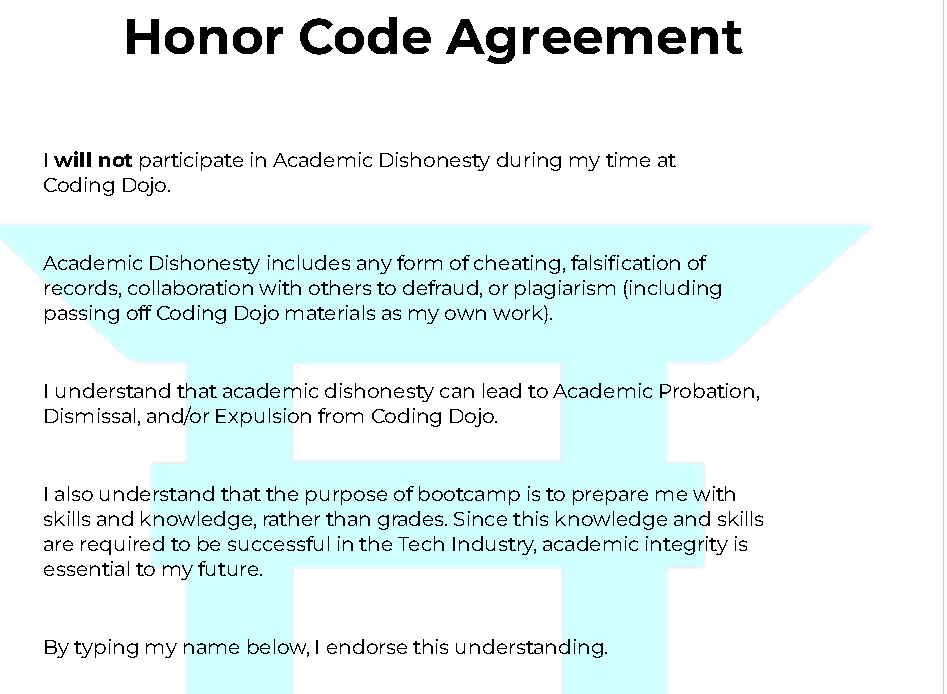 Honor Code Agreement
I will not participate in Academic Dishonesty during my time at
Coding Dojo.
Academic Dishonesty includes any form of cheating, falsification of
records, collaboration with others to defraud, or plagiarism (including
passing off Coding Dojo materials as my own work).
I understand that academic dishonesty can lead to Academic Probation,
Dismissal, and/or Expulsion from Coding Dojo.
I also understand that the purpose of bootcamp is to prepare me with
skills and knowledge, rather than grades. Since this knowledge and skills
are required to be successful in the Tech Industry, academic integrity is
essential to my future.
By typing my name below, I endorse this understanding.